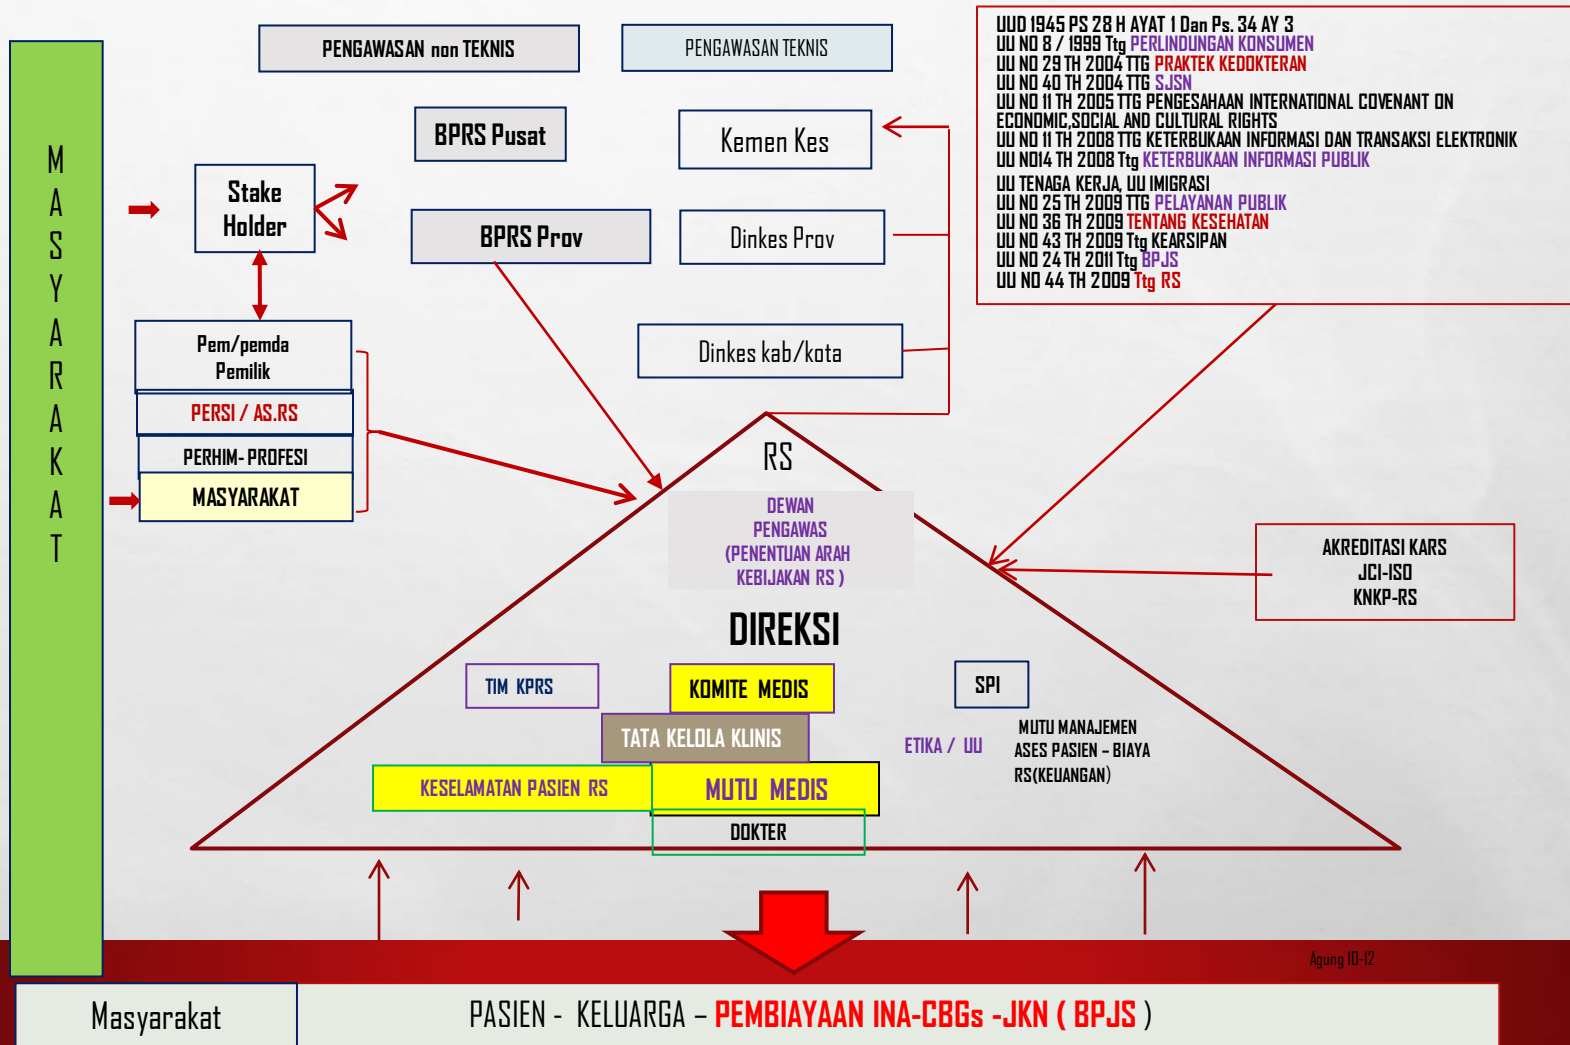 M
A
S
Y
A
R
A
K
A
T
PENGAWASAN non TEKNIS
PENGAWASAN TEKNIS
UUD 1945 PS 28 H AYAT 1 Dan Ps. 34 AY 3
UU NO 8 / 1999 Ttg PERLINDUNGAN KONSUMEN
UU NO 29 TH 2004 TTG PRAKTEK KEDOKTERAN
UU NO 40 TH 2004 TTG SJSN
UU NO 11 TH 2005 TTG PENGESAHAAN INTERNATIONAL COVENANT ON
ECONOMIC,SOCIAL AND CULTURAL RIGHTS
UU NO 11 TH 2008 TTG KETERBUKAAN INFORMASI DAN TRANSAKSI ELEKTRONIK
UU NO14 TH 2008 Ttg KETERBUKAAN INFORMASI PUBLIK
UU TENAGA KERJA, UU IMIGRASI
UU NO 25 TH 2009 TTG PELAYANAN PUBLIK
UU NO 36 TH 2009 TENTANG KESEHATAN
UU NO 43 TH 2009 Ttg KEARSIPAN
UU NO 24 TH 2011 Ttg BPJS
UU NO 44 TH 2009 Ttg RS
BPRS Pusat
Kemen Kes
Stake
Holder
BPRS Prov
Dinkes Prov
Pem/pemda
Pemilik
Dinkes kab/kota
PERSI / AS.RS
PERHIM- PROFESI
MASYARAKAT
RS
DEWAN
PENGAWAS
(PENENTUAN ARAH
KEBIJAKAN RS )
AKREDITASI KARS
JCI-ISO
KNKP-RS
DIREKSI
TIM KPRS
KOMITE MEDIS
SPI
TATA KELOLA KLINIS
ETIKA / UU
MUTU MANAJEMEN
ASES PASIEN – BIAYA
RS(KEUANGAN)
KESELAMATAN PASIEN RS
MUTU MEDIS
DOKTER
Agung 10-12
Masyarakat
PASIEN - KELUARGA – PEMBIAYAAN INA-CBGs -JKN ( BPJS )